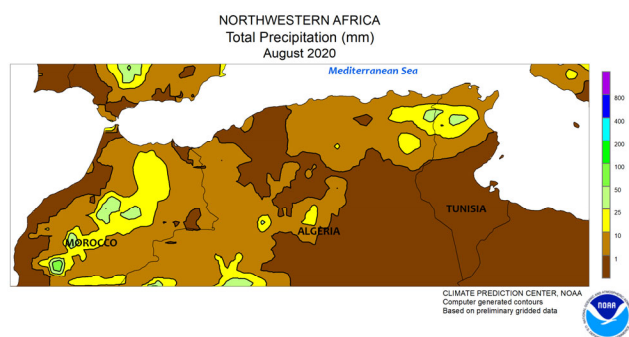 NORTHWESTERN AFRICA
Total Precipitation (mm)
August 2020
Mediterranean Sea
800
400
200
100
50
25
10
1
TUNISIA
ALGERIA
MOROCCO
CLIMATE PREDICTION CENTER, NOAA
Computer generated contours
Based on preliminary gridded data
NOAA